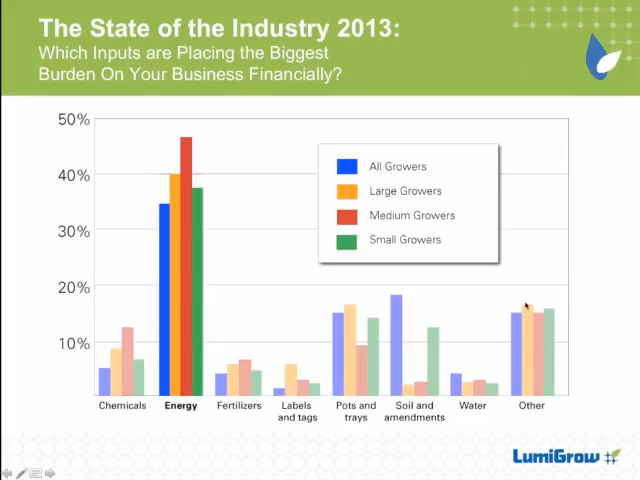 The State of the Industry 2013:
Which Inputs are Placing the Biggest
Burden On Your Business Financially?
50%
40%
30%
20%
10%
All Growers
Large Growers
Medium Growers
Small Growers
Chemicals
Energy
Fertilizers
Labels
and tags
Pots and
trays
Soil and
amendments
Water
Other
LumiGrow